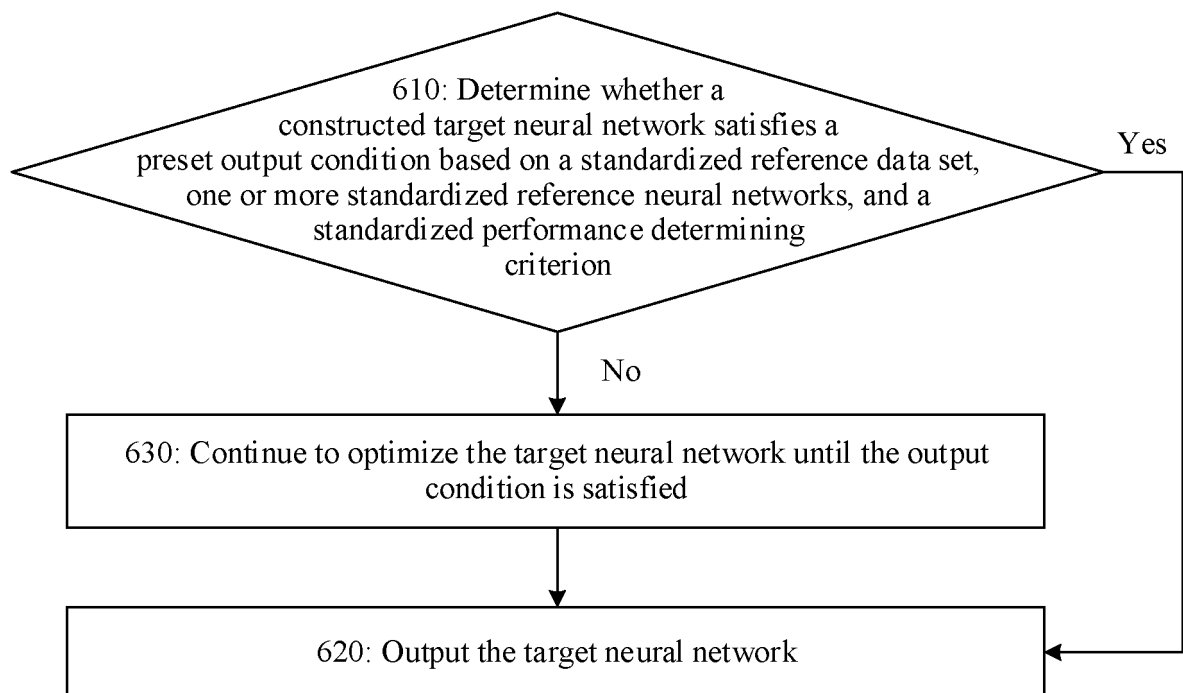 610: Determine whether a
constructed target neural network satisfies a
preset output condition based on a standardized reference data set,
one or more standardized reference neural networks, and a
standardized performance determining
criterion
Yes
No
630: Continue to optimize the target neural network until the output
condition is satisfied
620: Output the target neural network